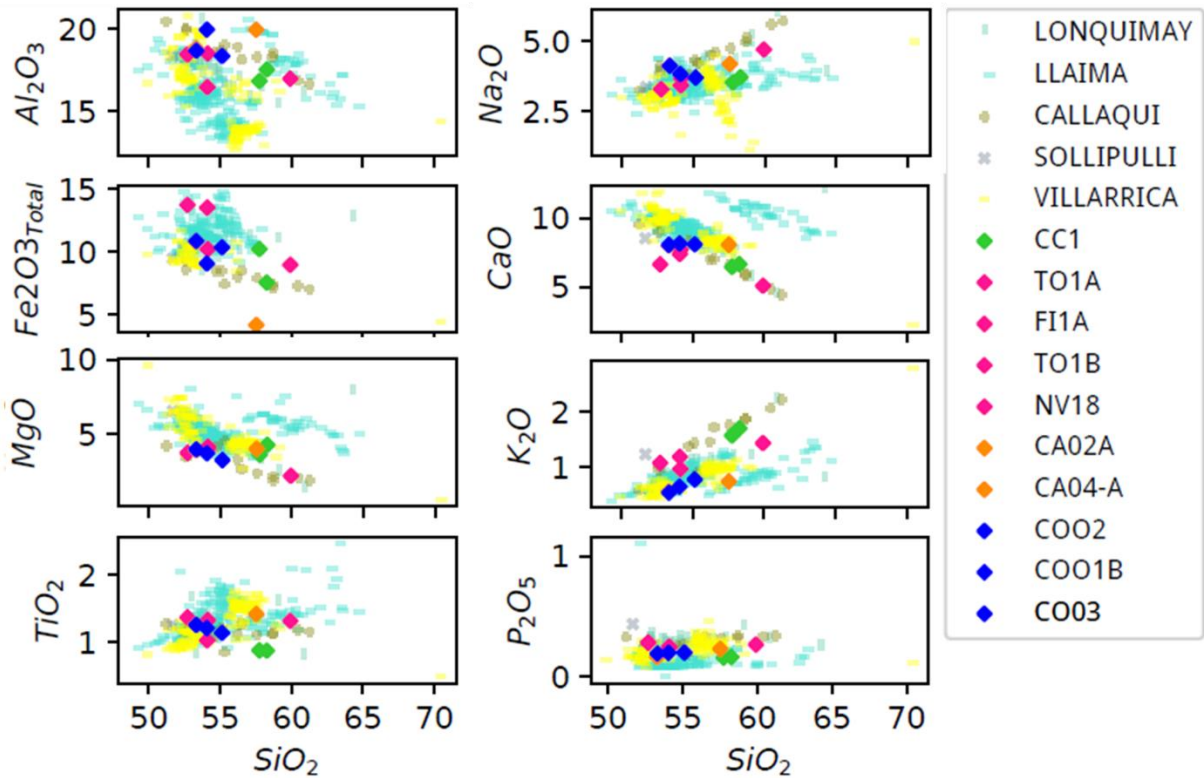 Al₂O₃
20
15
Na₂O
5.0
2.5
Fe2O3Total
15
10
5
CaO
10
5
MgO
10
5
K₂O
2
1
TiO₂
2
1
50 55 60 65 70
SiO₂
P₂O₅
1
0
50 55 60 65 70
SiO₂
LONQUIMAY
LLAIMA
CALLAQUI
SOLLIPULLI
VILLARRICA
CC1
TO1A
FI1A
TO1B
NV18
CA02A
CA04-A
COO2
COO1B
CO03